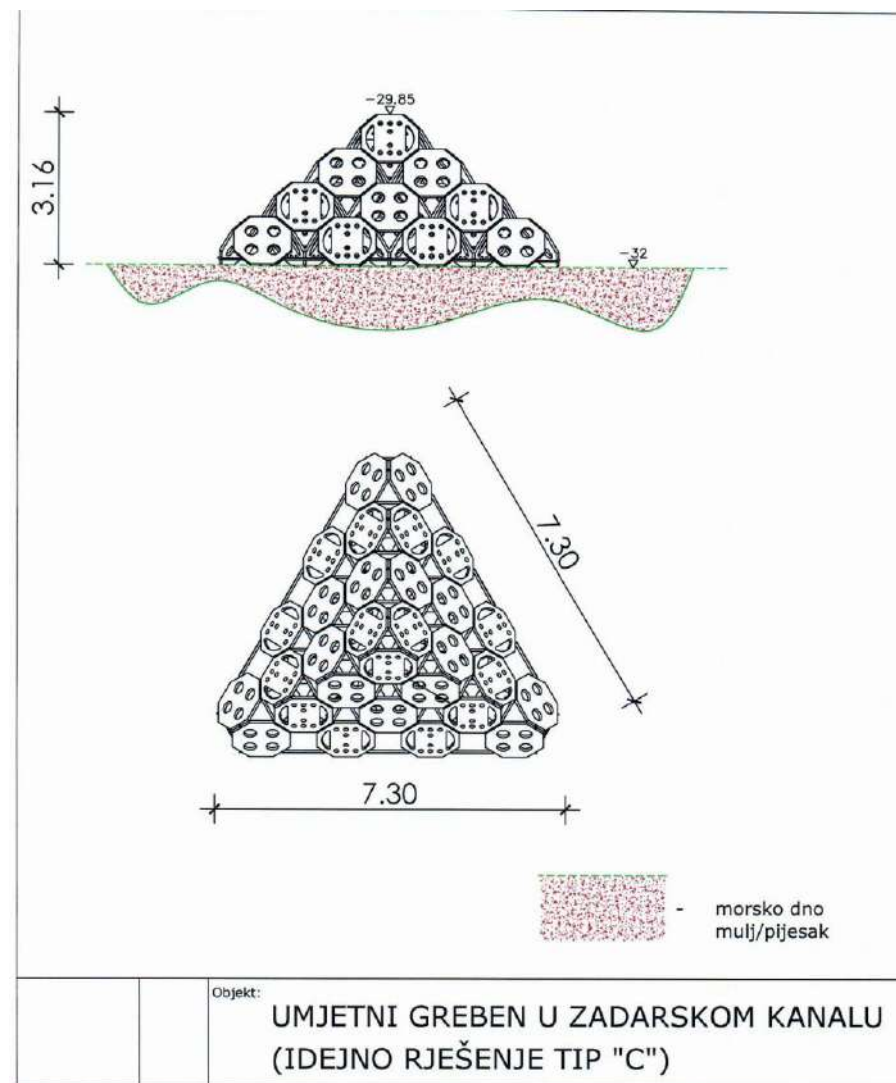 -29.85
3.16
-32
7.30
7.30
- morsko dno
mulj/pijesak
Objekt:
UMJETNI GREBEN U ZADARSKOM KANALU
(IDEJNO RJEŠENJE TIP "C")